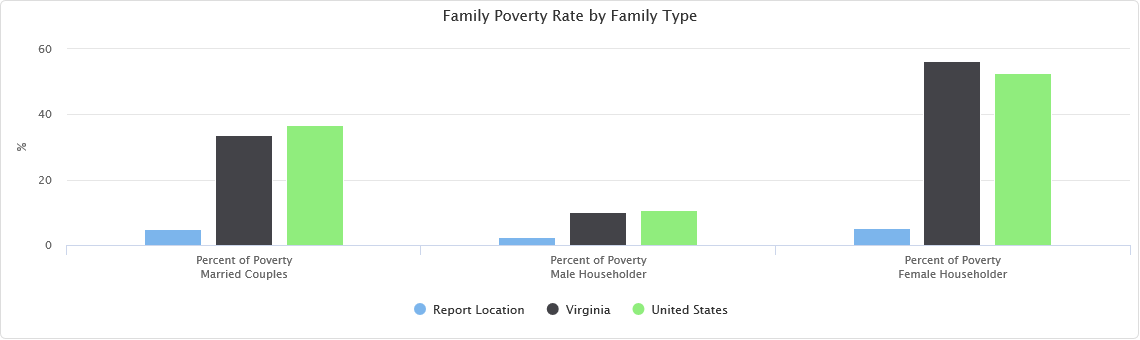 Family Poverty Rate by Family Type
60
40
%
20
0
Percent of Poverty
Married Couples
Percent of Poverty
Male Householder
Percent of Poverty
Female Householder
Report Location
Virginia
United States